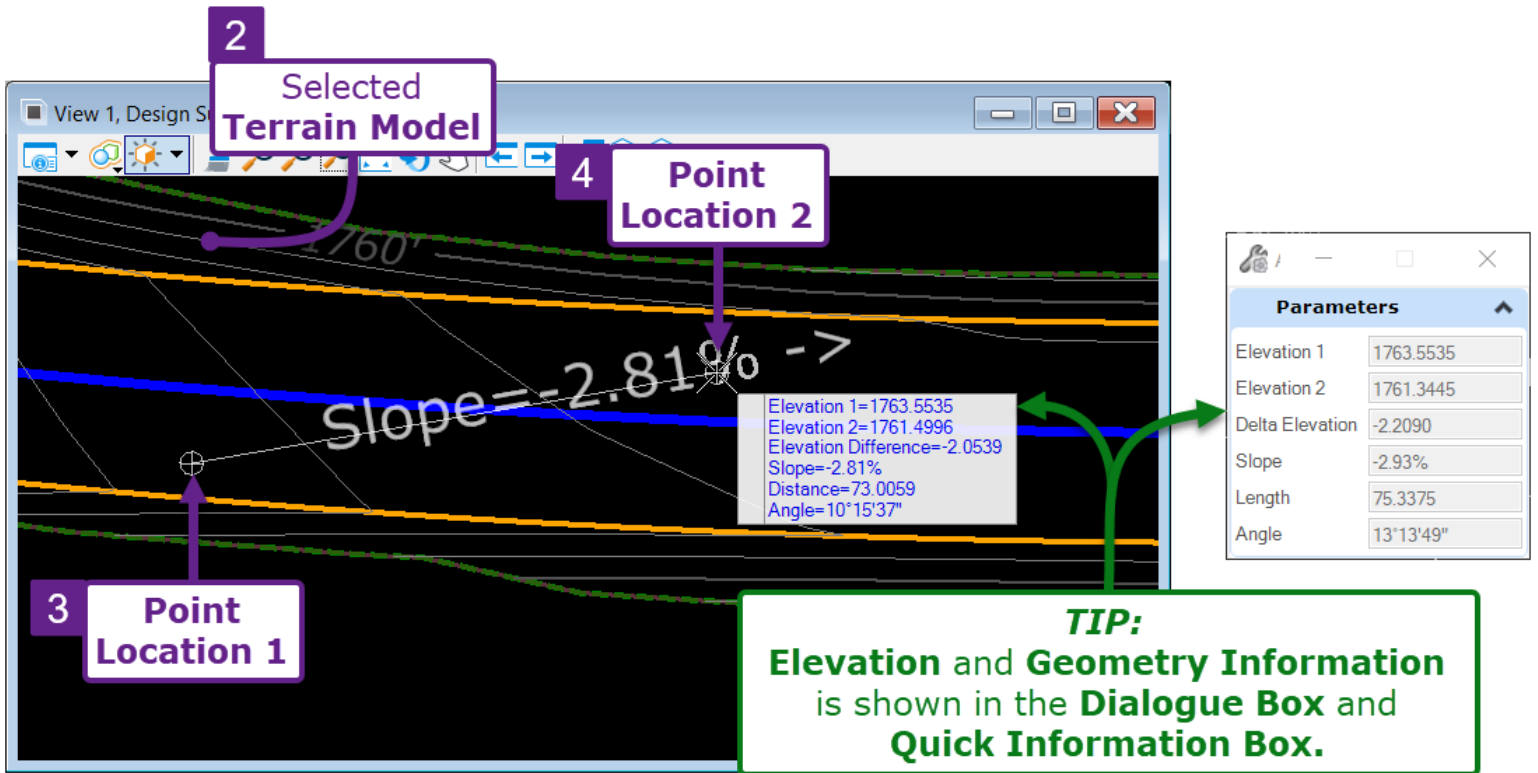 2
Selected
Terrain Model
View 1, Design Su
4
Point
Location 2
1760'
Slope=-2.81% ->
Elevation 1=1763.5535
Elevation 2=1761.4996
Elevation Difference=-2.0539
Slope=-2.81%
Distance=73.0059
Angle=10°15'37"
3
Point
Location 1
Parameters
Elevation 1 1763.5535
Elevation 2 1761.3445
Delta Elevation -2.2090
Slope -2.93%
Length 75.3375
Angle 13°13'49"
TIP:
Elevation and Geometry Information
is shown in the Dialogue Box and
Quick Information Box.